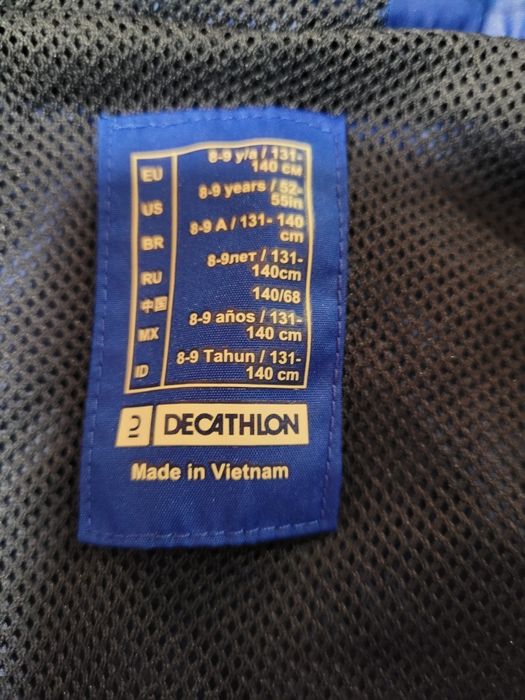 EU 8-9 y/a / 131-
140 см
US 8-9 years / 52-
55in
BR 8-9 A / 131- 140
cm
RU 8-9лет / 131-
140cm
中国 140/68
MX 8-9 años / 131-
140 cm
ID 8-9 Tahun / 131-
140 cm
DECATHLON
Made in Vietnam